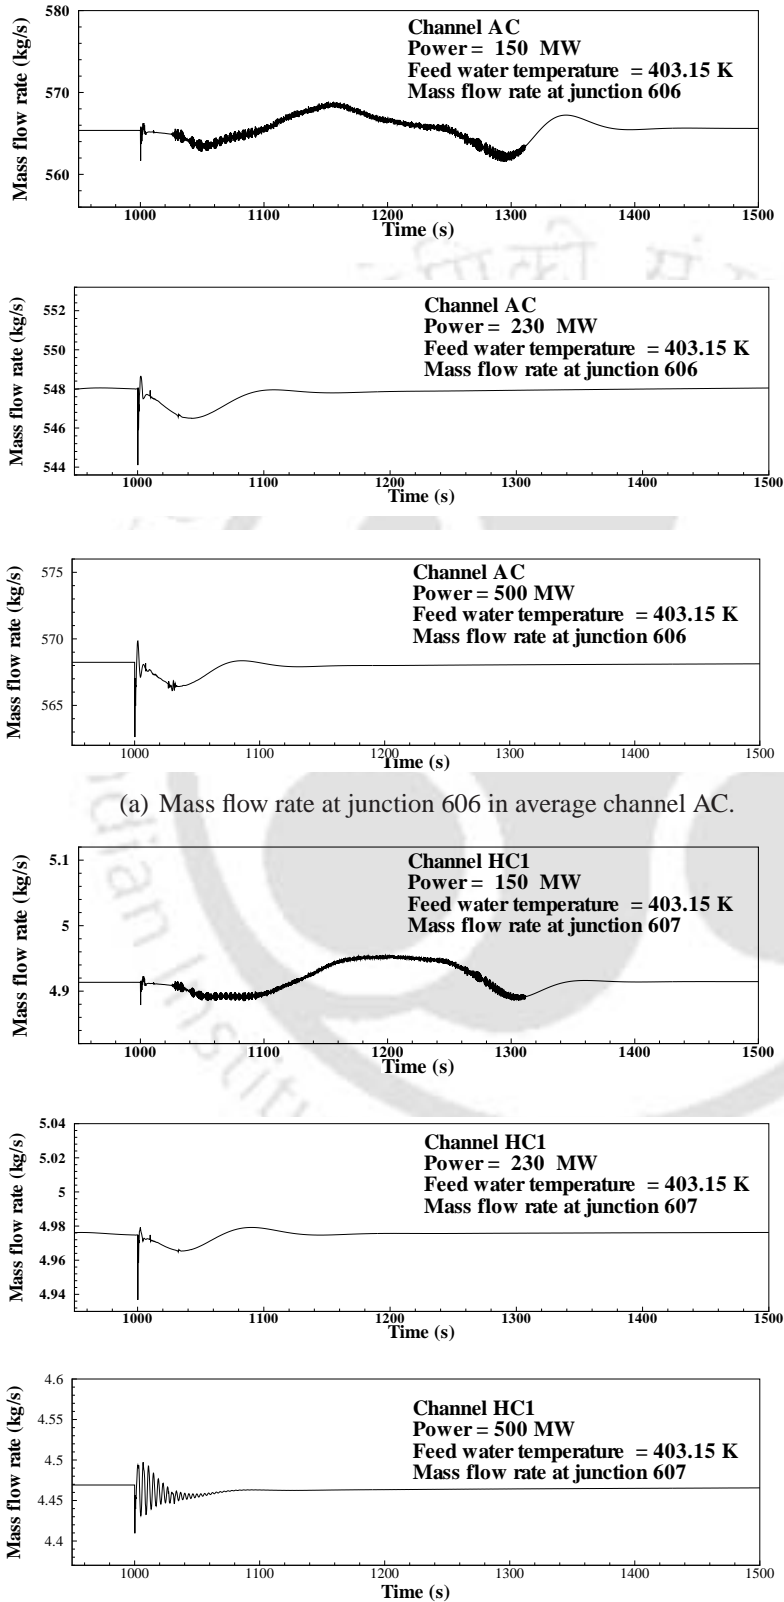 580
Channel AC
Power = 150 MW
Feed water temperature = 403.15 K
Mass flow rate at junction 606
570
560
Mass flow rate (kg/s)
1000 1100 1200 1300 1400 1500
Time (s)
552
Channel AC
Power = 230 MW
Feed water temperature = 403.15 K
Mass flow rate at junction 606
550
548
546
544
Mass flow rate (kg/s)
1000 1100 1200 1300 1400 1500
Time (s)
575
Channel AC
Power = 500 MW
Feed water temperature = 403.15 K
Mass flow rate at junction 606
570
565
Mass flow rate (kg/s)
1000 1100 1200 1300 1400 1500
Time (s)
(a) Mass flow rate at junction 606 in average channel AC.
5.1
Channel HC1
Power = 150 MW
Feed water temperature = 403.15 K
Mass flow rate at junction 607
5
4.9
Mass flow rate (kg/s)
1000 1100 1200 1300 1400 1500
Time (s)
5.04
Channel HC1
Power = 230 MW
Feed water temperature = 403.15 K
Mass flow rate at junction 607
5.02
5
4.98
4.96
4.94
Mass flow rate (kg/s)
1000 1100 1200 1300 1400 1500
Time (s)
4.6
Channel HC1
Power = 500 MW
Feed water temperature = 403.15 K
Mass flow rate at junction 607
4.55
4.5
4.45
4.4
Mass flow rate (kg/s)
1000 1100 1200 1300 1400 1500
Time (s)